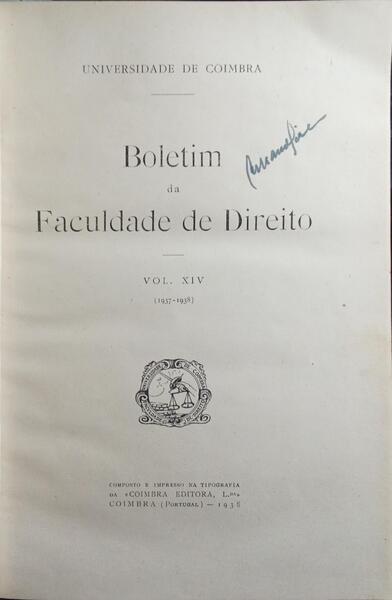 UNIVERSIDADE DE COIMBRA
Boletim
da
Faculdade de Direito
VOL. XIV
(1937-1938)
COMPOSTO E IMPRESSO NA TIPOGRAFIA
DA «COIMBRA EDITORA, L.DA»
COIMBRA (PORTUGAL) — 1938